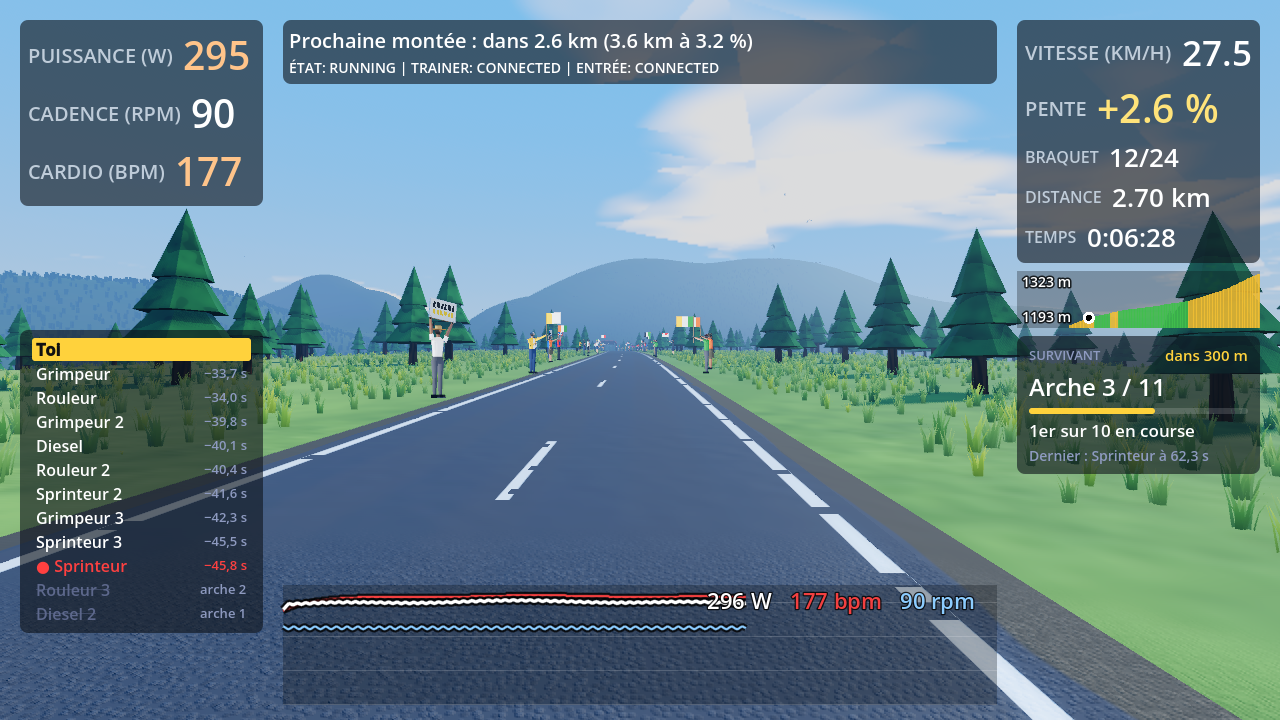 PUISSANCE (W) 295
CADENCE (RPM) 90
CARDIO (BPM) 177
Prochaine montée : dans 2.6 km (3.6 km à 3.2 %)
ÉTAT: RUNNING | TRAINER: CONNECTED | ENTRÉE: CONNECTED
VITESSE (KM/H) 27.5
PENTE +2.6 %
BRAQUET 12/24
DISTANCE 2.70 km
TEMPS 0:06:28
1323 m
1193 m
SURVIVANT dans 300 m
Arche 3 / 11
1er sur 10 en course
Dernier : Sprinteur à 62,3 s
Toi
Grimpeur −33,7 s
Rouleur −34,0 s
Grimpeur 2 −39,8 s
Diesel −40,1 s
Rouleur 2 −40,4 s
Sprinteur 2 −41,6 s
Grimpeur 3 −42,3 s
Sprinteur 3 −45,5 s
Sprinteur −45,8 s
Rouleur 3 arche 2
Diesel 2 arche 1
296 W 177 bpm 90 rpm